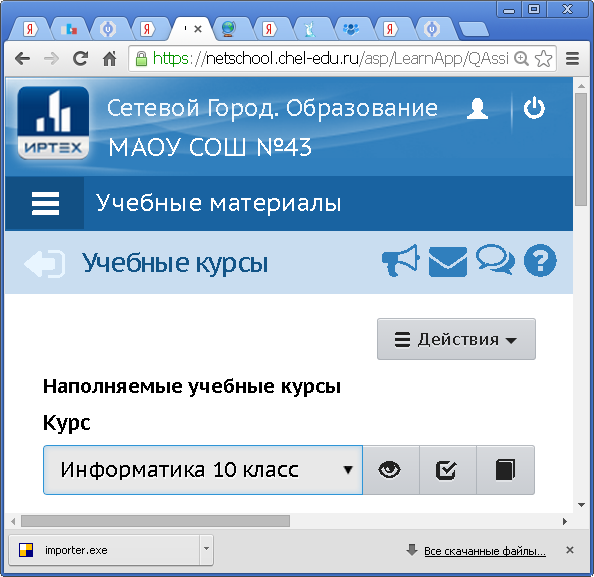 https://netschool.chel-edu.ru/asp/LearnApp/QAssi
Сетевой Город. Образование
МАОУ СОШ №43
ИРТЕХ
Учебные материалы
Учебные курсы
Действия
Наполняемые учебные курсы
Курс
Информатика 10 класс
importer.exe
Все скачанные файлы...